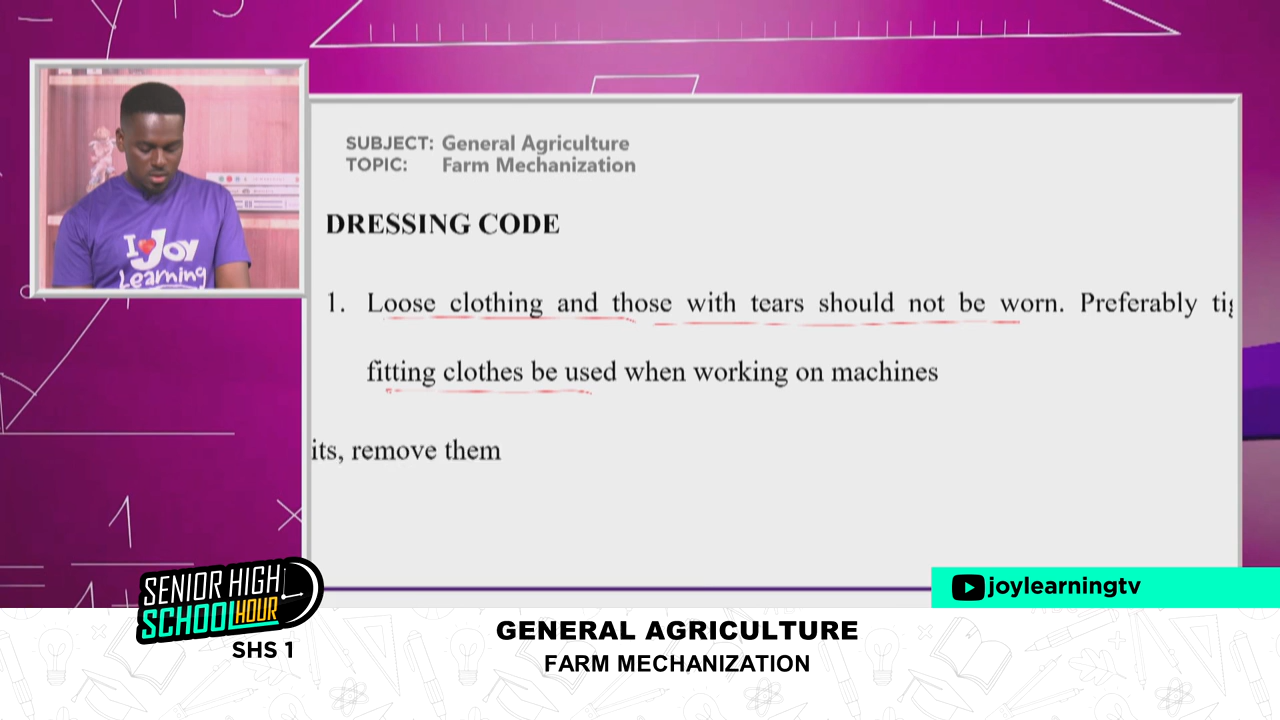 SUBJECT: General Agriculture
TOPIC: Farm Mechanization
DRESSING CODE
I Joy
Learning
1. Loose clothing and those with tears should not be worn. Preferably
fitting clothes be used when working on machines
its, remove them
1
SENIOR HIGH
SCHOOL HOUR
SHS 1
joylearningtv
GENERAL AGRICULTURE
FARM MECHANIZATION